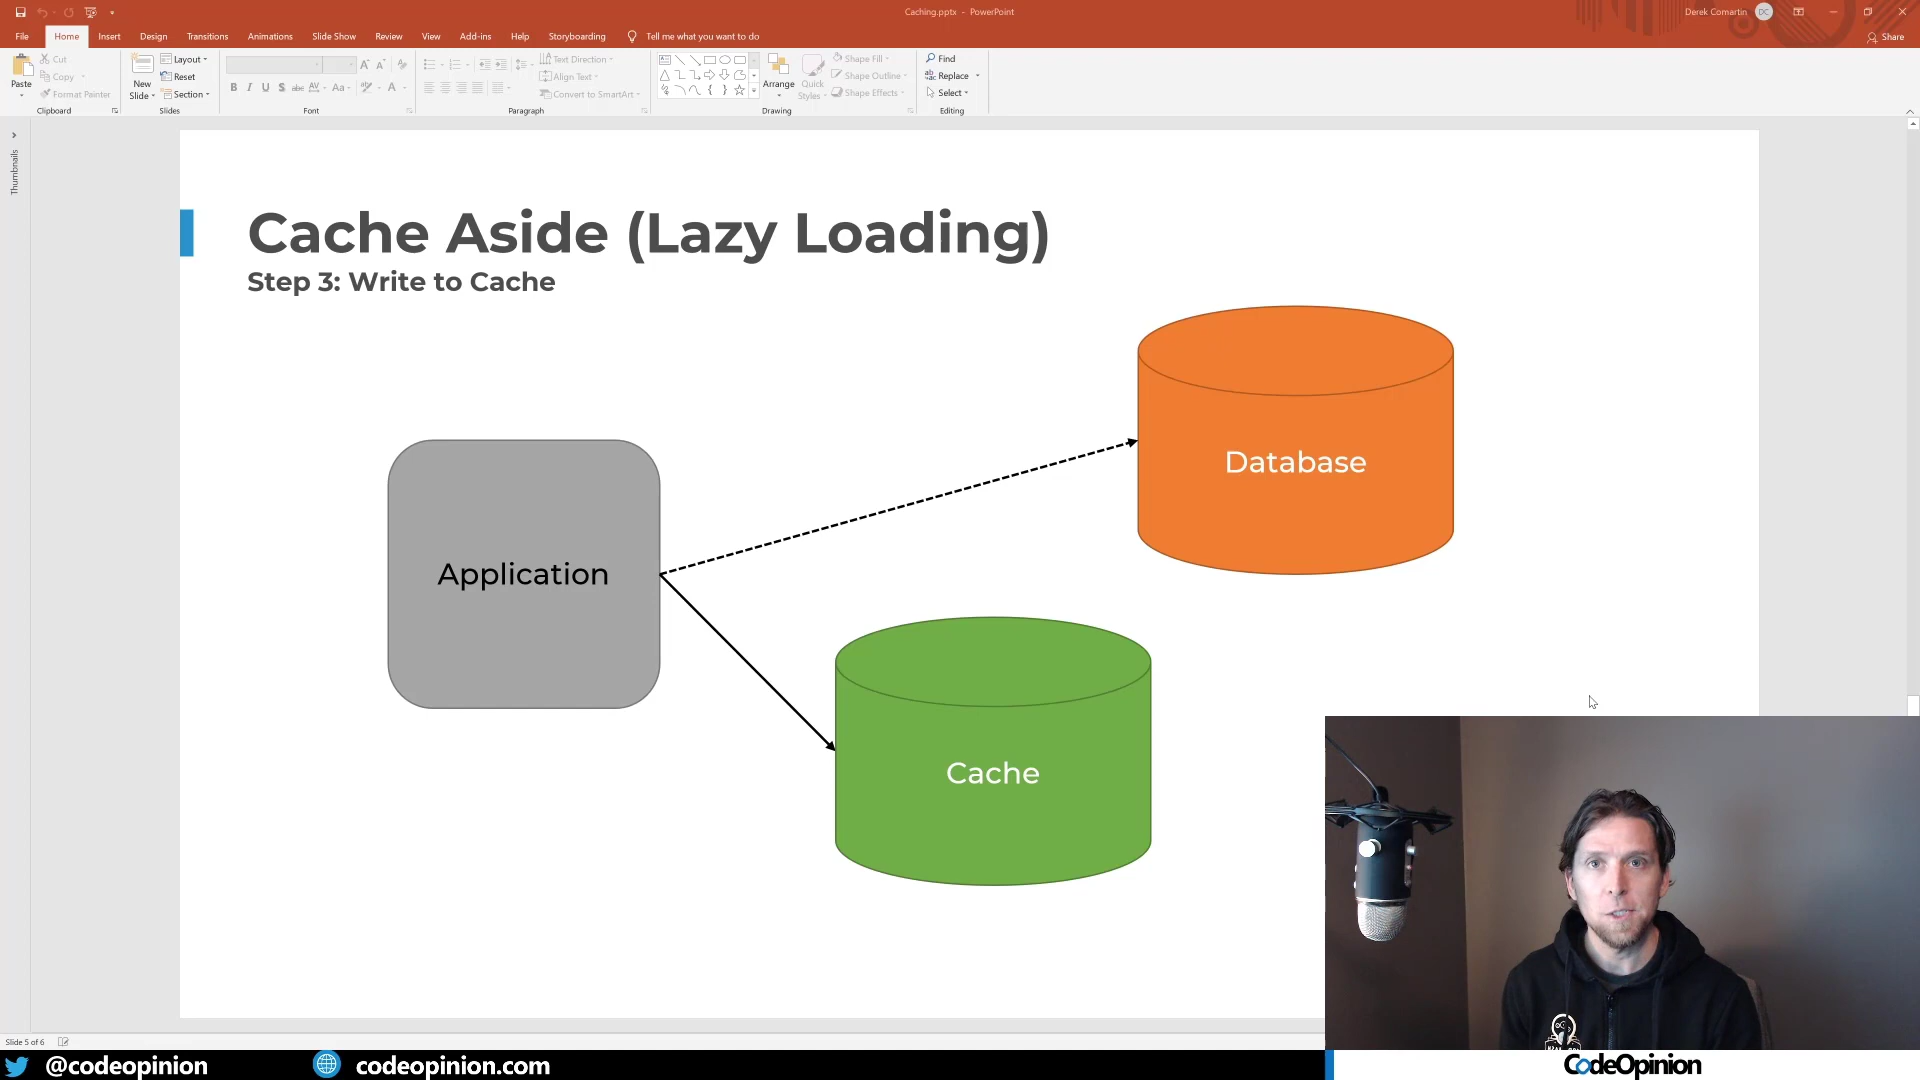 Caching.pptx - PowerPoint
Derek Comartin
DC
File
Home
Insert
Design
Transitions
Animations
Slide Show
Review
View
Add-ins
Help
Storyboarding
Tell me what you want to do
Share
Paste
Cut
Copy
Format Painter
Clipboard
New Slide
Layout
Reset
Section
Slides
B I U S abc AV Aa A
Font
Text Direction
Align Text
Convert to SmartArt
Paragraph
Arrange
Quick Styles
Shape Fill
Shape Outline
Shape Effects
Drawing
Find
Replace
Select
Editing
Thumbnails
Cache Aside (Lazy Loading)
Step 3: Write to Cache
Database
Application
Cache
Slide 5 of 6
@codeopinion
codeopinion.com
CodeOpinion